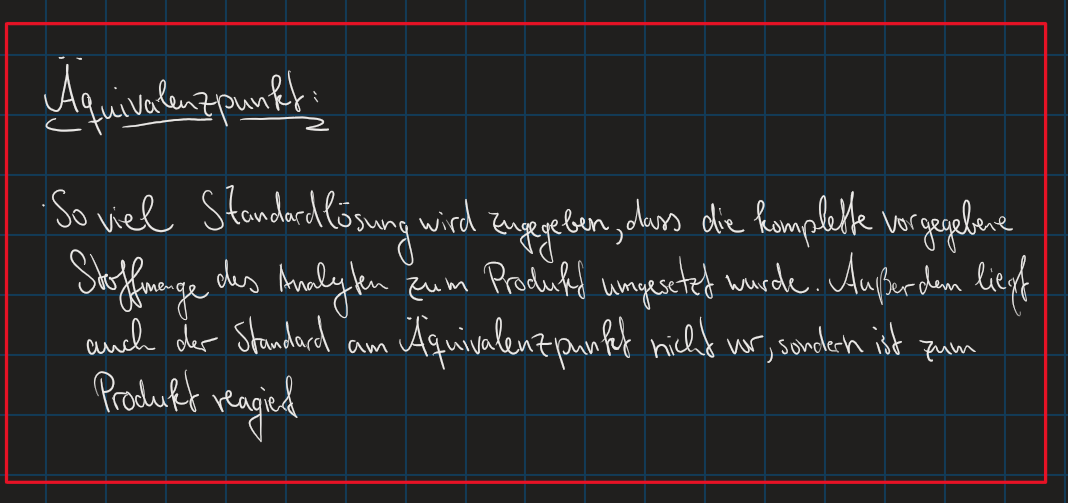 Äquivalenzpunkt:
So viel Standardlösung wird zugegeben, dass die komplette vorgegebene
Stoffmenge des Analyten zum Produkt umgesetzt wurde. Außerdem liegt
auch der Standard am Äquivalenzpunkt nicht vor, sondern ist zum
Produkt reagiert